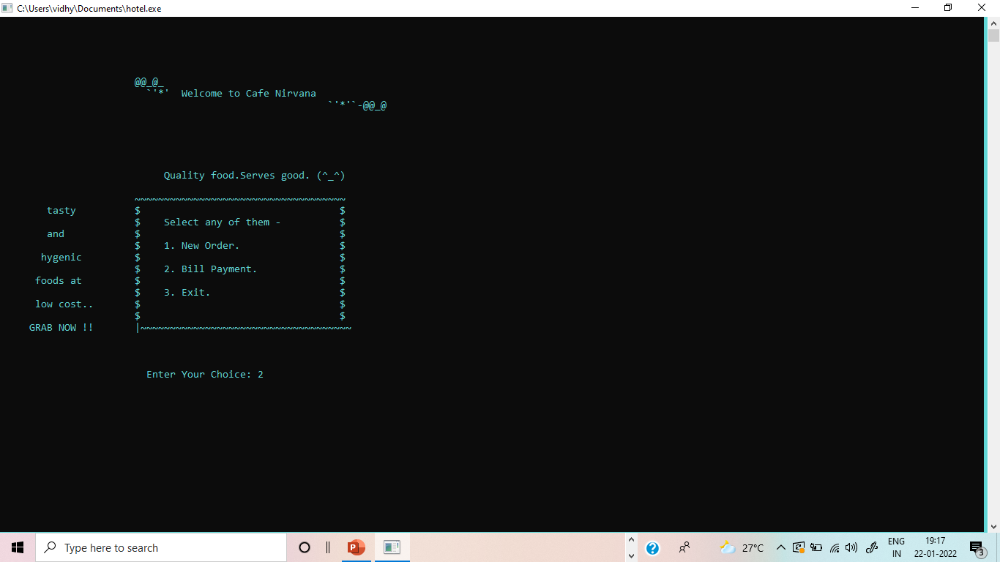 C:\Users\vidhy\Documents\hotel.exe
@@_@_
`'*'  Welcome to Cafe Nirvana
`'*'`-@@_@
Quality food.Serves good. (^_^)
~~~~~~~~~~~~~~~~~~~~~~~~~~~~~~~~~~~~
tasty $ $
$ Select any of them - $
and $ $
$ 1. New Order. $
hygenic $ $
$ 2. Bill Payment. $
foods at $ $
$ 3. Exit. $
low cost.. $ $
$ $
GRAB NOW !! |~~~~~~~~~~~~~~~~~~~~~~~~~~~~~~~~~~~~
Enter Your Choice: 2
Type here to search
P
?
27°C
ENG
IN
19:17
22-01-2022
3